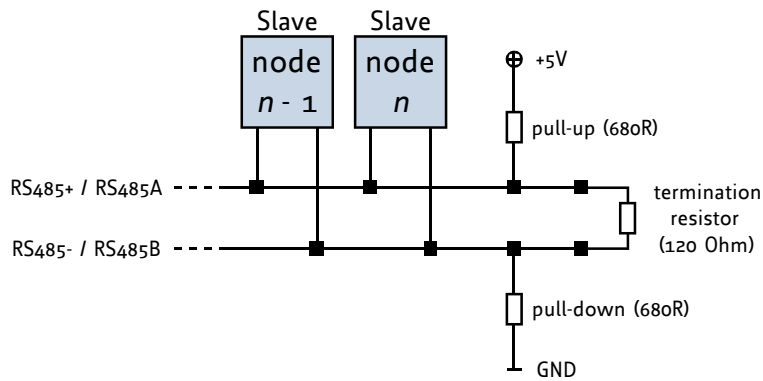 Slave Slave
node node
n - 1 n
+5V
pull-up (680R)
RS485+ / RS485A
termination
resistor
(120 Ohm)
RS485- / RS485B
pull-down (680R)
GND